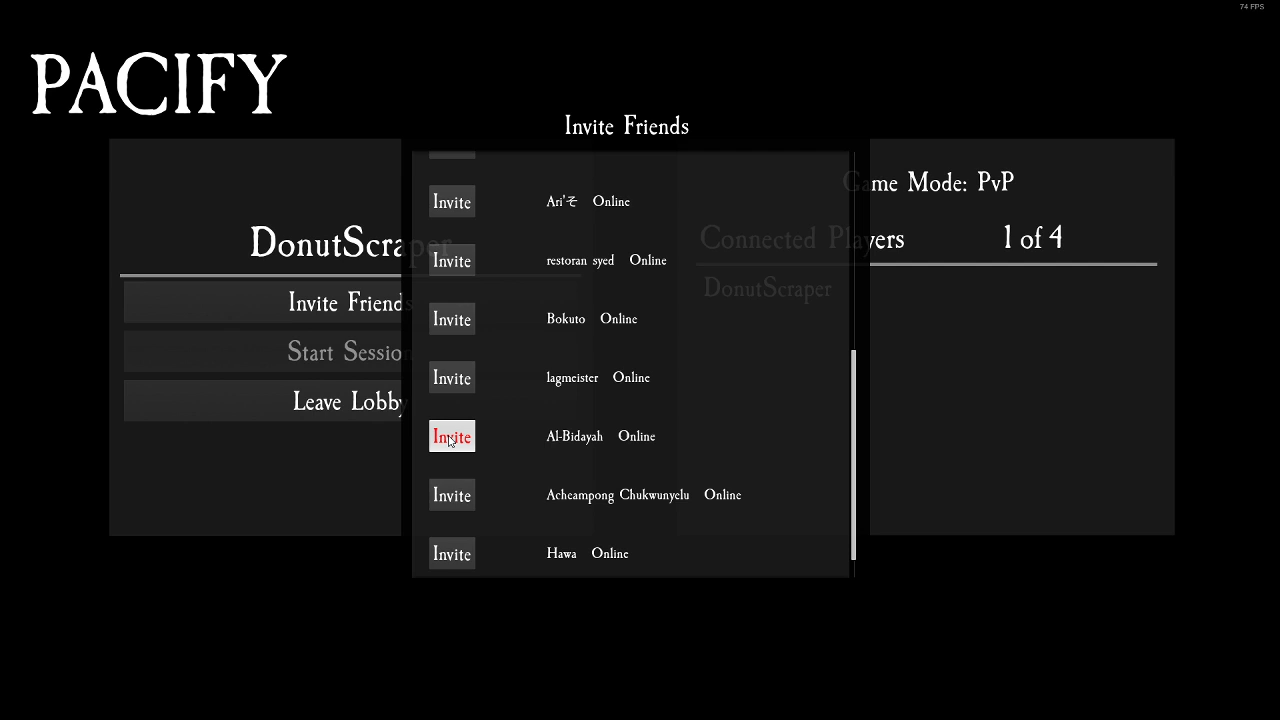 74 FPS
PACIFY
Invite Friends
Game Mode: PvP
DonutScraper
Connected Players 1 of 4
DonutScraper
Invite Friends
Start Session
Leave Lobby
Invite Ari'そ Online
Invite restoran syed Online
Invite Bokuto Online
Invite lagmeister Online
Invite Al-Bidayah Online
Invite Acheampong Chukwunyelu Online
Invite Hawa Online